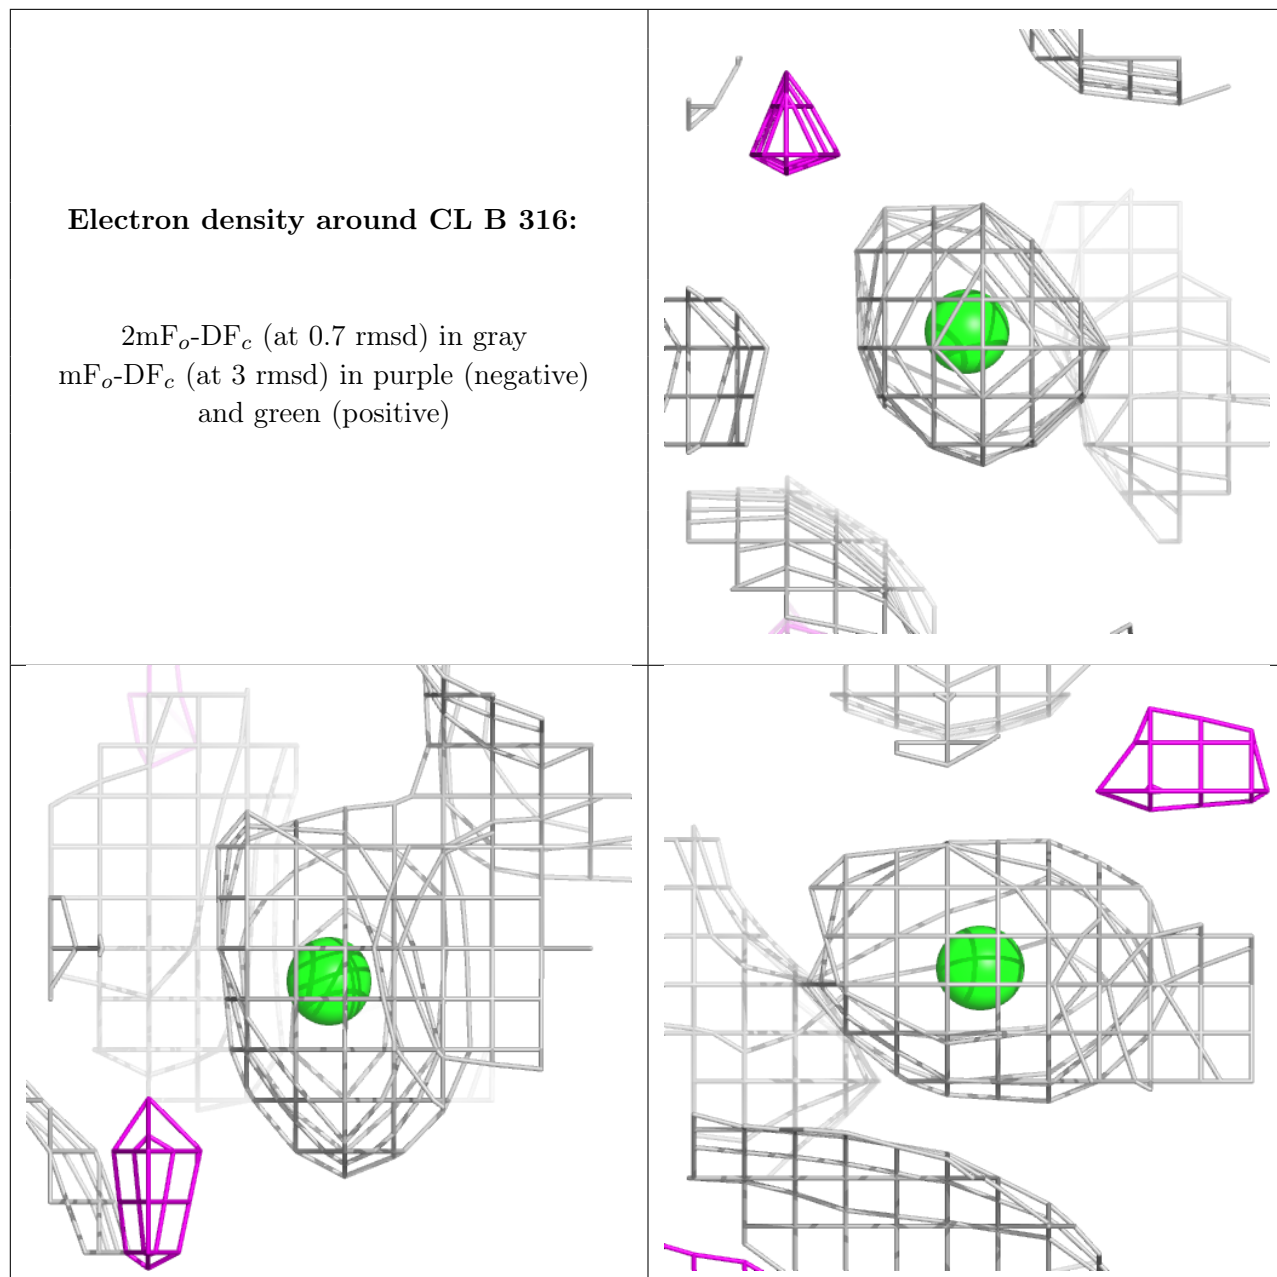 Electron density around CL B 316:
2mFo-DFc (at 0.7 rmsd) in gray
mFo-DFc (at 3 rmsd) in purple (negative)
and green (positive)